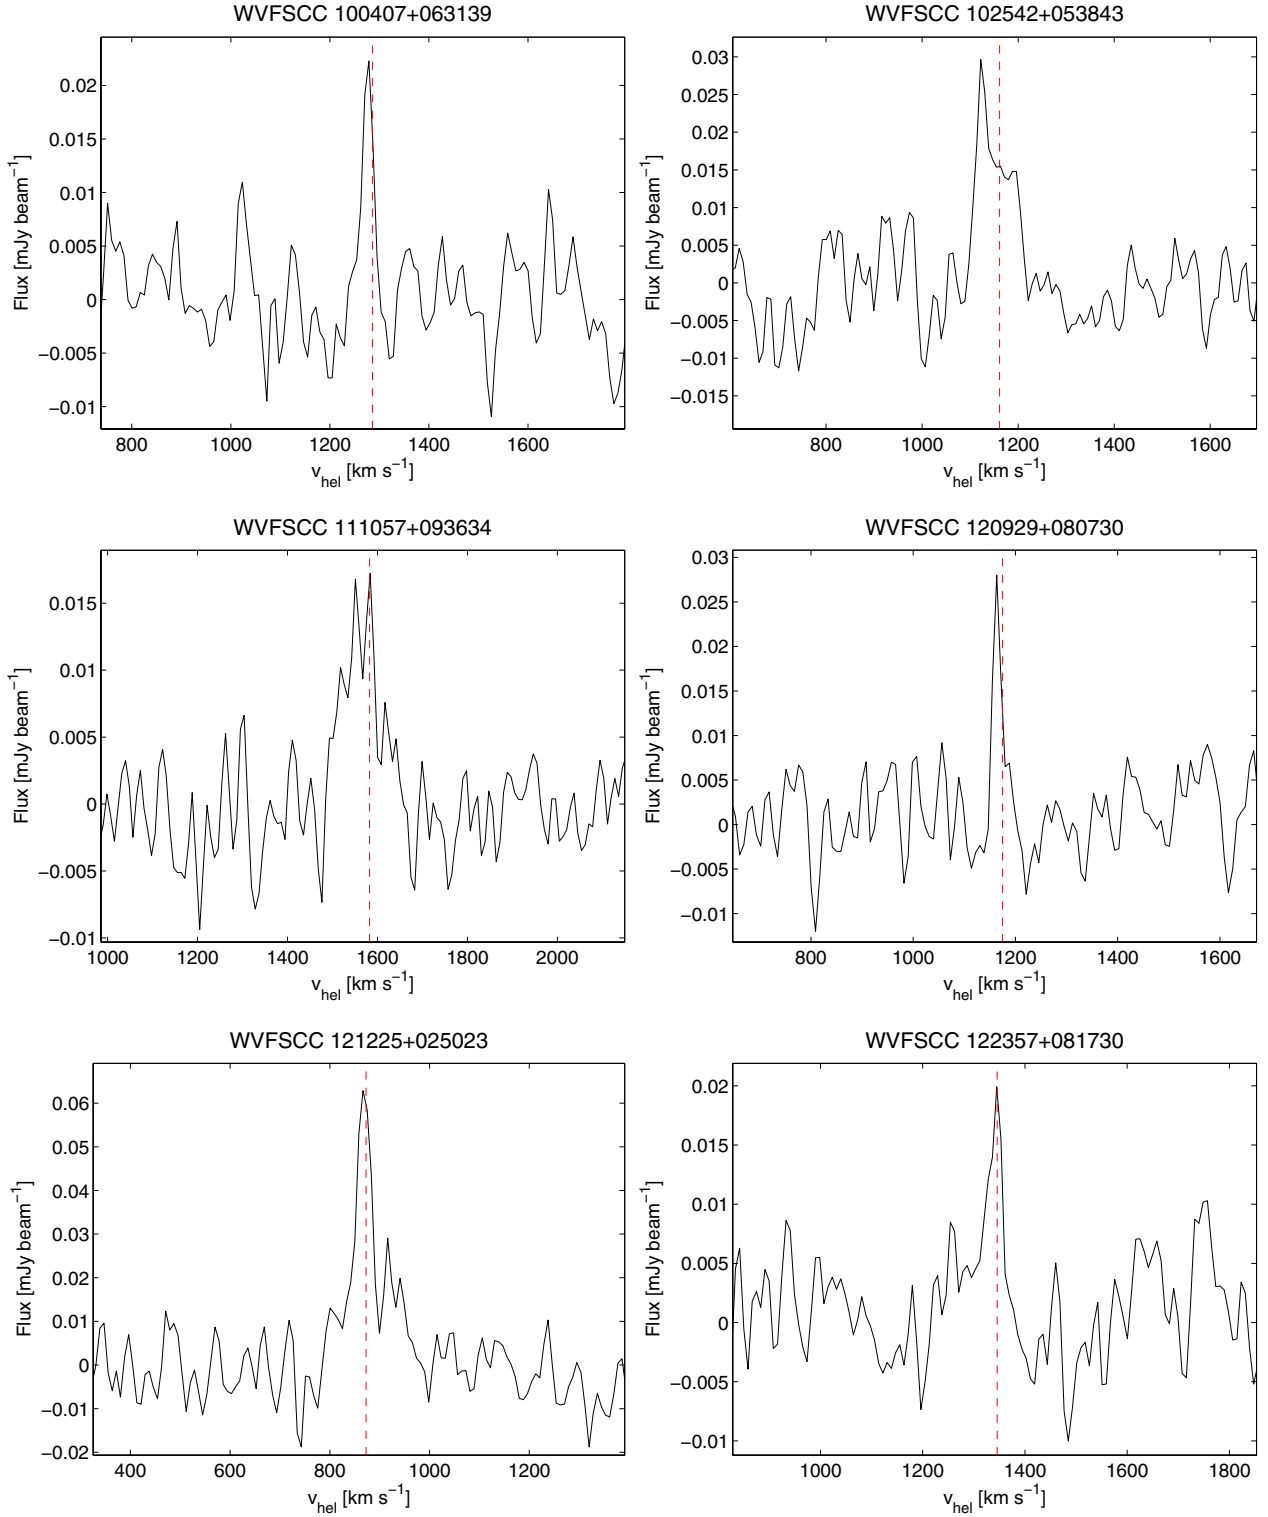 WVFSCC 100407+063139
0.02
0.015
0.01
0.005
0
−0.005
−0.01
Flux [mJy beam−1]
800 1000 1200 1400 1600
vhel [km s−1]
WVFSCC 102542+053843
0.03
0.025
0.02
0.015
0.01
0.005
0
−0.005
−0.01
−0.015
Flux [mJy beam−1]
800 1000 1200 1400 1600
vhel [km s−1]
WVFSCC 111057+093634
0.015
0.01
0.005
0
−0.005
−0.01
Flux [mJy beam−1]
1000 1200 1400 1600 1800 2000
vhel [km s−1]
WVFSCC 120929+080730
0.03
0.025
0.02
0.015
0.01
0.005
0
−0.005
−0.01
Flux [mJy beam−1]
800 1000 1200 1400 1600
vhel [km s−1]
WVFSCC 121225+025023
0.06
0.05
0.04
0.03
0.02
0.01
0
−0.01
−0.02
Flux [mJy beam−1]
400 600 800 1000 1200
vhel [km s−1]
WVFSCC 122357+081730
0.02
0.015
0.01
0.005
0
−0.005
−0.01
Flux [mJy beam−1]
1000 1200 1400 1600 1800
vhel [km s−1]